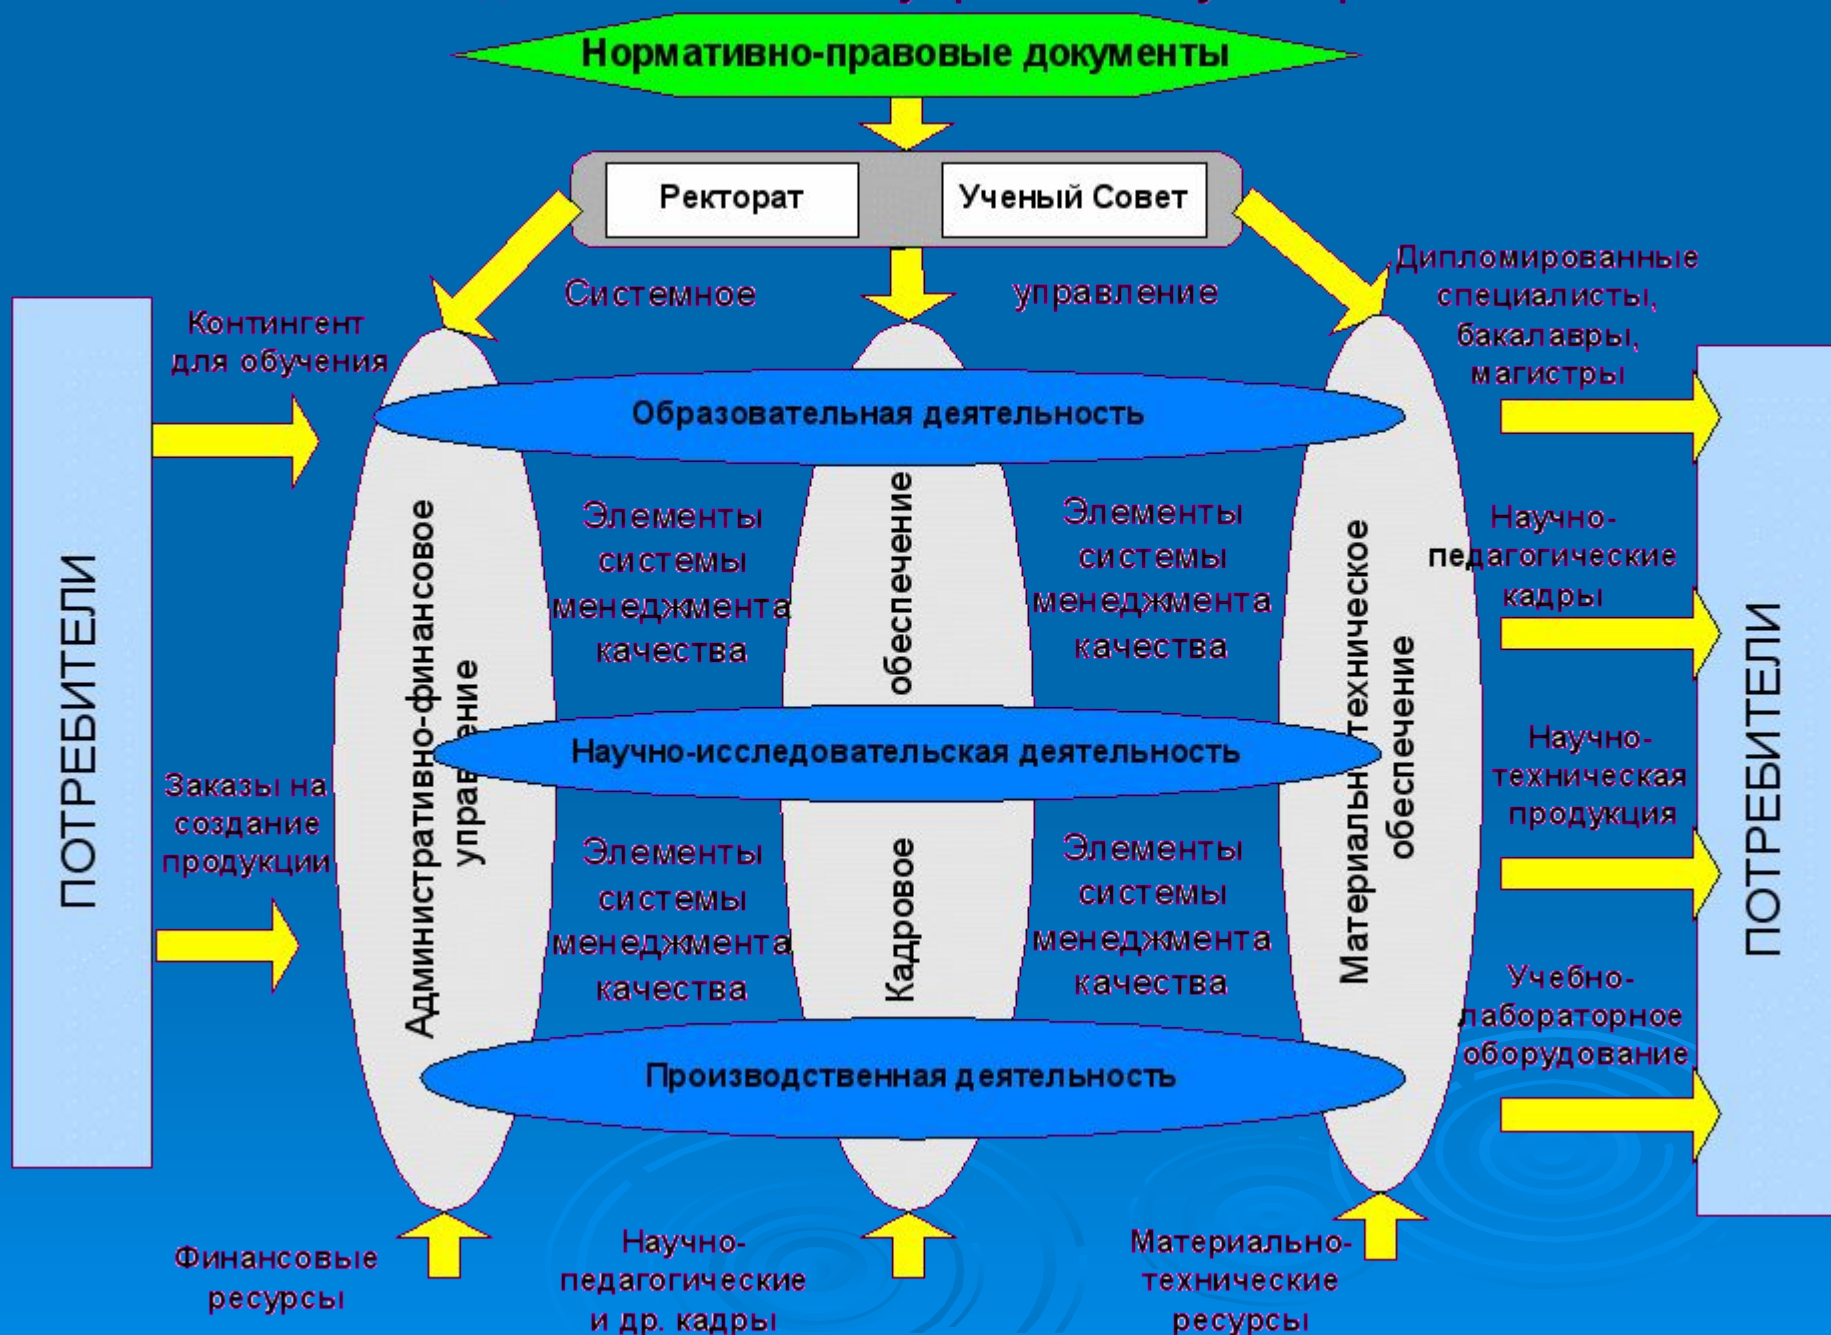 Нормативно-правовые документы
Ректорат
Ученый Совет
Системное
управление
ПОТРЕБИТЕЛИ
Контингент
для обучения
Заказы на
создание
продукции
Административно-финансовое
управление
Кадровое обеспечение
Материально-техническое
обеспечение
Образовательная деятельность
Элементы
системы
менеджмента
качества
Элементы
системы
менеджмента
качества
Научно-исследовательская деятельность
Элементы
системы
менеджмента
качества
Элементы
системы
менеджмента
качества
Производственная деятельность
Дипломированные
специалисты,
бакалавры,
магистры
Научно-
педагогические
кадры
Научно-
техническая
продукция
Учебно-
лабораторное
оборудование
ПОТРЕБИТЕЛИ
Финансовые
ресурсы
Научно-
педагогические
и др. кадры
Материально-
технические
ресурсы